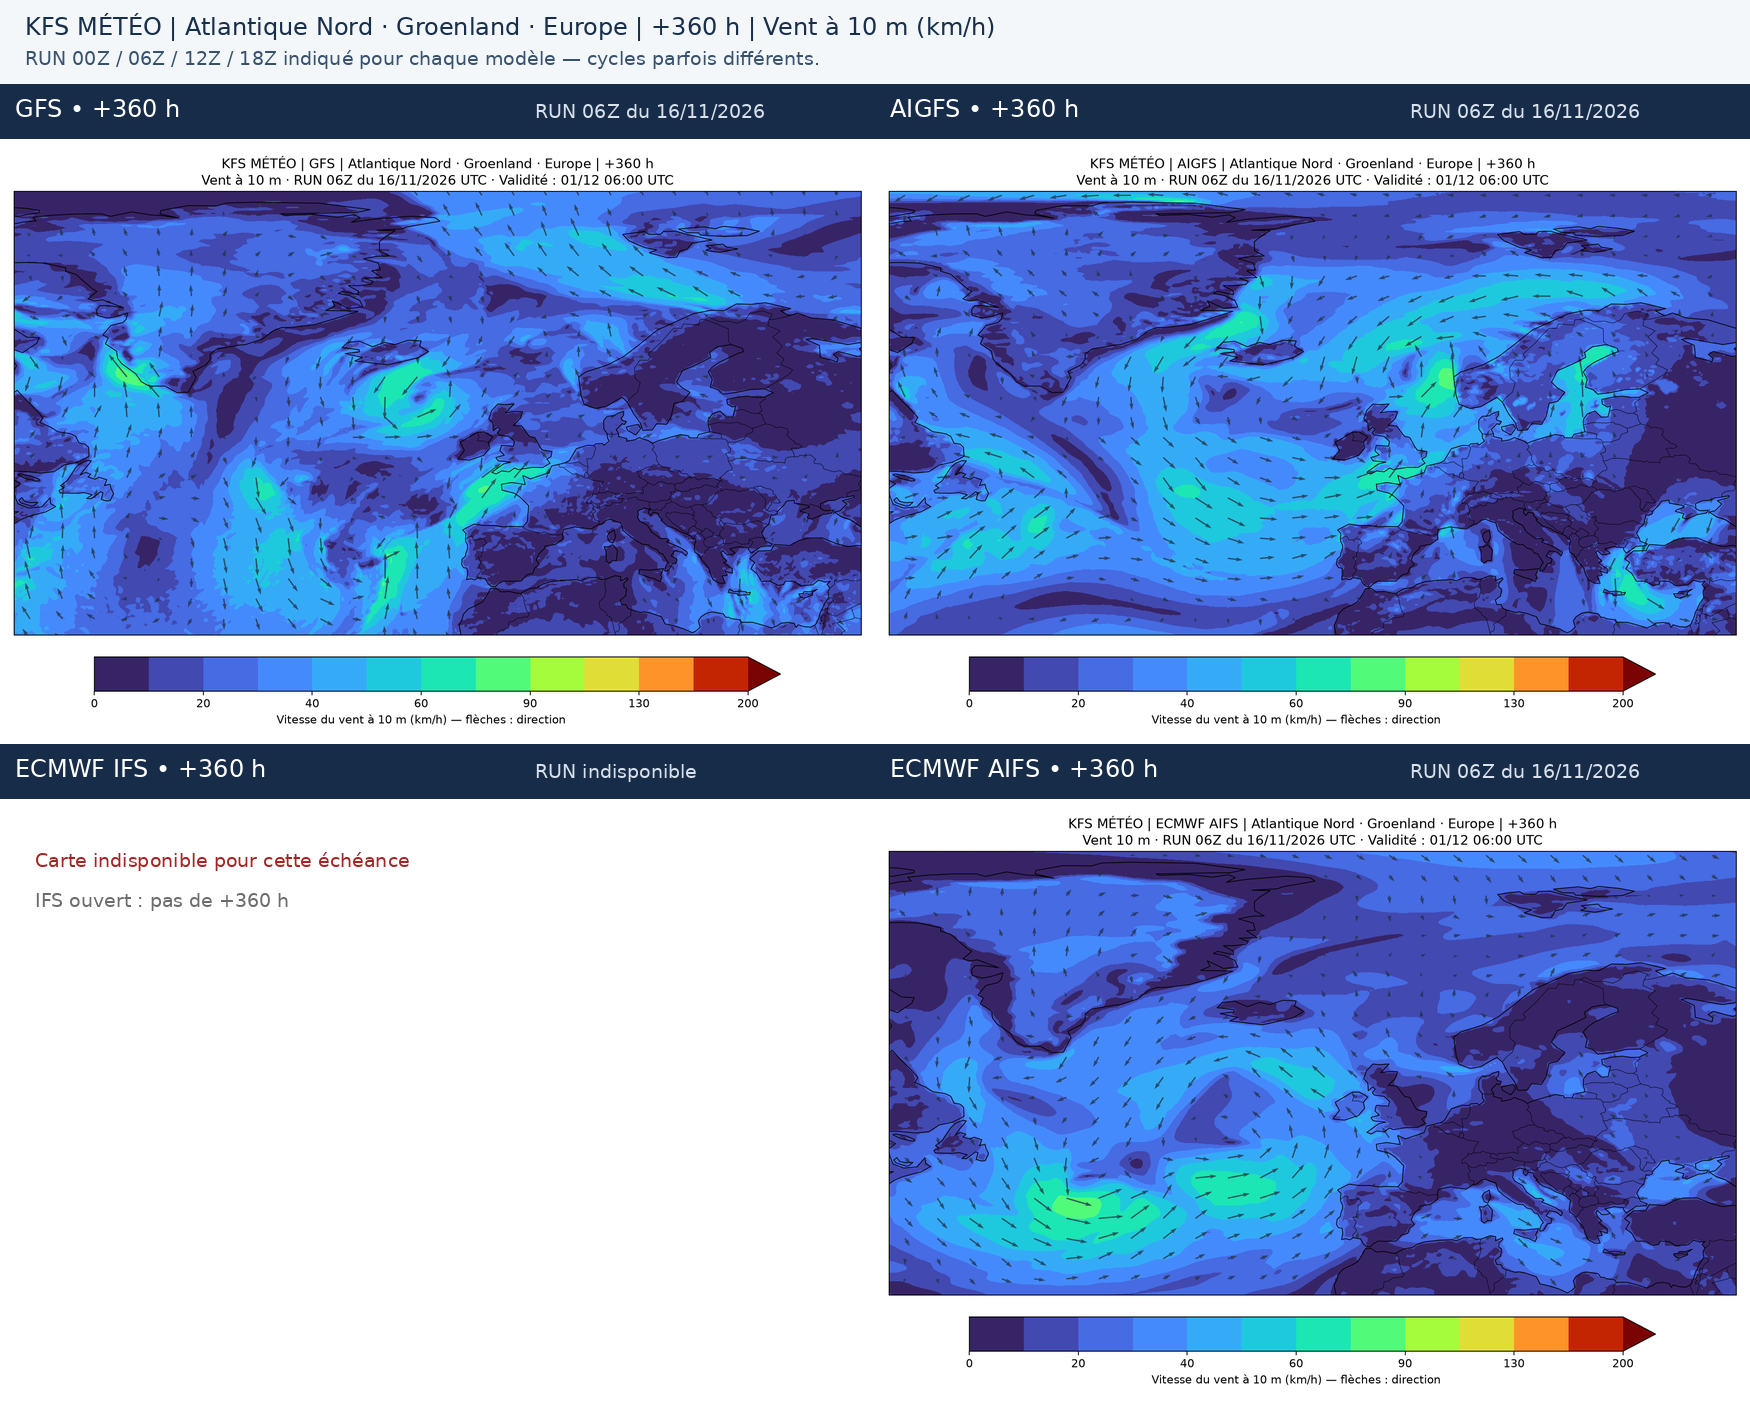 KFS MÉTÉO | Atlantique Nord · Groenland · Europe | +360 h | Vent à 10 m (km/h)
RUN 00Z / 06Z / 12Z / 18Z indiqué pour chaque modèle — cycles parfois différents.
GFS • +360 h
RUN 06Z du 16/11/2026
AIGFS • +360 h
RUN 06Z du 16/11/2026
KFS MÉTÉO | GFS | Atlantique Nord · Groenland · Europe | +360 h
Vent à 10 m · RUN 06Z du 16/11/2026 UTC · Validité : 01/12 06:00 UTC
KFS MÉTÉO | AIGFS | Atlantique Nord · Groenland · Europe | +360 h
Vent à 10 m · RUN 06Z du 16/11/2026 UTC · Validité : 01/12 06:00 UTC
0 20 40 60 90 130 200
Vitesse du vent à 10 m (km/h) — flèches : direction
0 20 40 60 90 130 200
Vitesse du vent à 10 m (km/h) — flèches : direction
ECMWF IFS • +360 h
RUN indisponible
ECMWF AIFS • +360 h
RUN 06Z du 16/11/2026
Carte indisponible pour cette échéance
IFS ouvert : pas de +360 h
KFS MÉTÉO | ECMWF AIFS | Atlantique Nord · Groenland · Europe | +360 h
Vent 10 m · RUN 06Z du 16/11/2026 UTC · Validité : 01/12 06:00 UTC
0 20 40 60 90 130 200
Vitesse du vent à 10 m (km/h) — flèches : direction